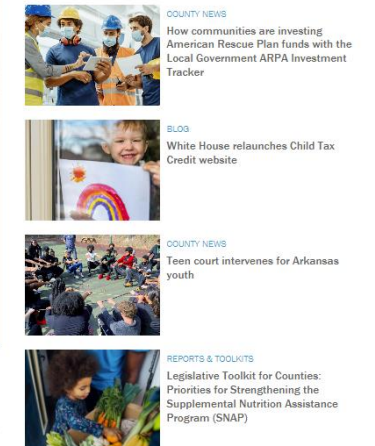 COUNTY NEWS
How communities are investing
American Rescue Plan funds with the
Local Government ARPA Investment
Tracker
BLOG
White House relaunches Child Tax
Credit website
COUNTY NEWS
Teen court intervenes for Arkansas
youth
REPORTS & TOOLKITS
Legislative Toolkit for Counties:
Priorities for Strengthening the
Supplemental Nutrition Assistance
Program (SNAP)